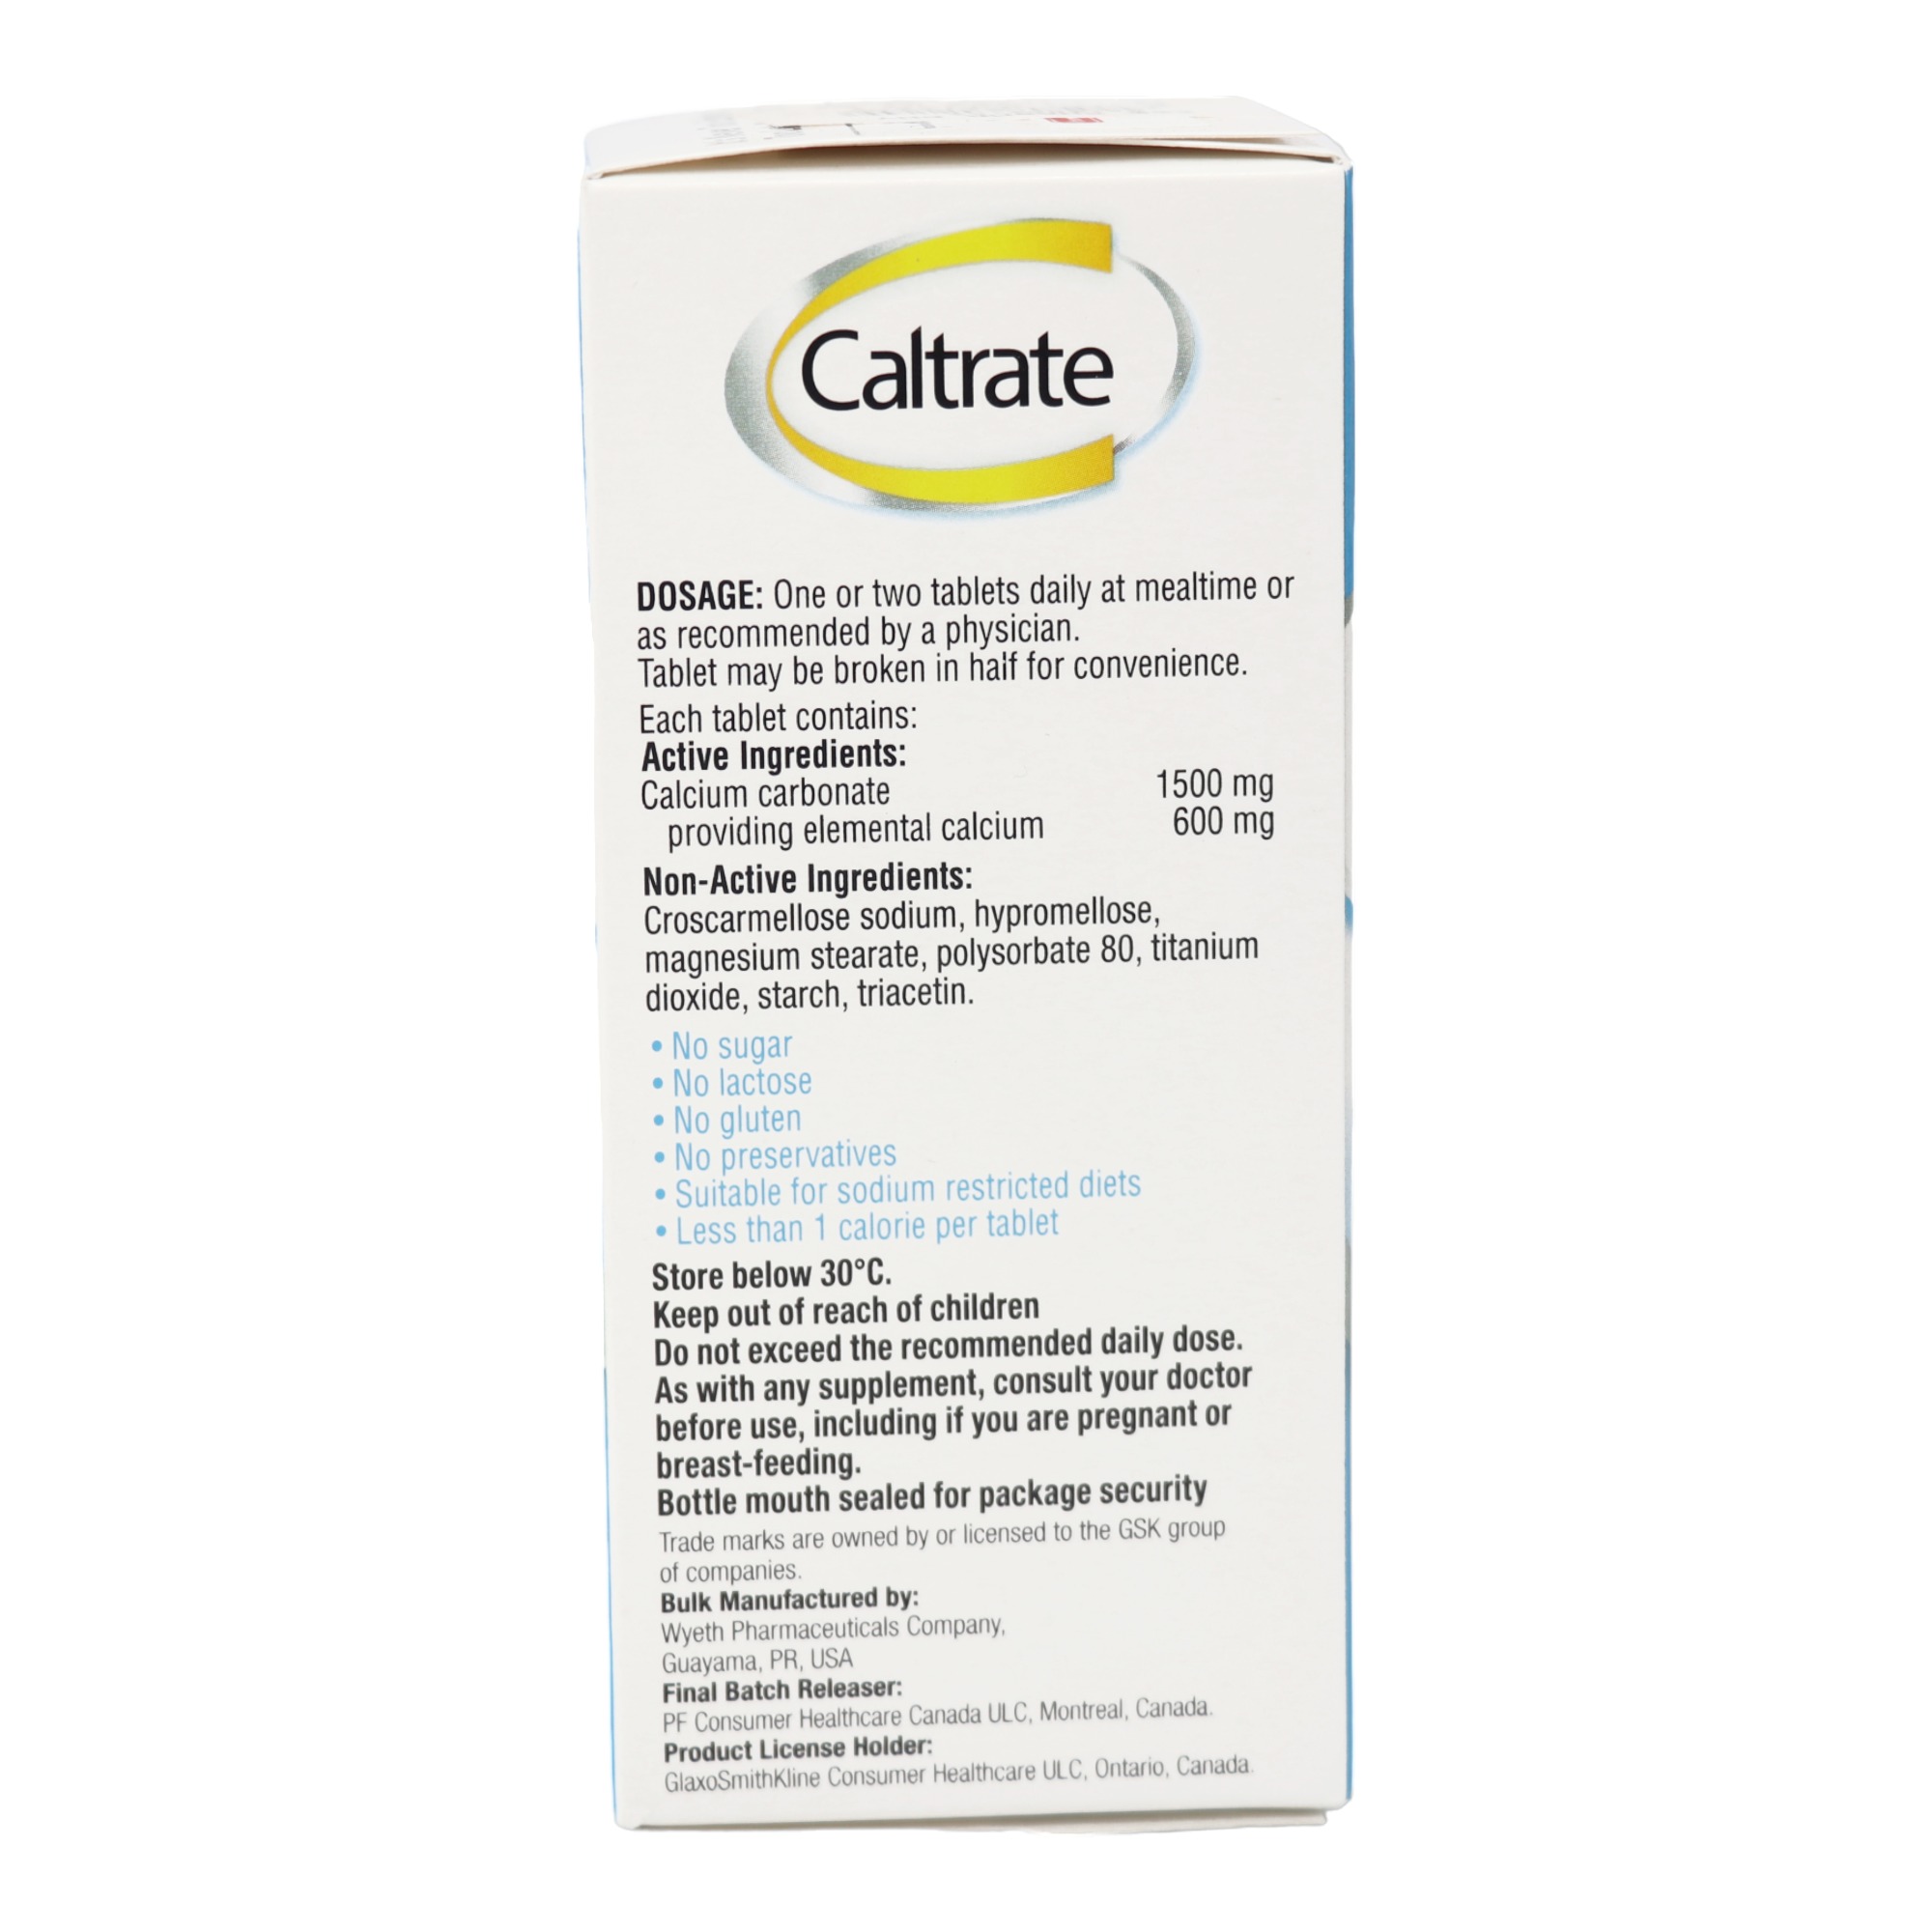 Caltrate
DOSAGE: One or two tablets daily at mealtime or
as recommended by a physician.
Tablet may be broken in half for convenience.
Each tablet contains:
Active Ingredients:
Calcium carbonate 1500 mg
providing elemental calcium 600 mg
Non-Active Ingredients:
Croscarmellose sodium, hypromellose,
magnesium stearate, polysorbate 80, titanium
dioxide, starch, triacetin.
• No sugar
• No lactose
• No gluten
• No preservatives
• Suitable for sodium restricted diets
• Less than 1 calorie per tablet
Store below 30°C.
Keep out of reach of children
Do not exceed the recommended daily dose.
As with any supplement, consult your doctor
before use, including if you are pregnant or
breast-feeding.
Bottle mouth sealed for package security
Trade marks are owned by or licensed to the GSK group
of companies.
Bulk Manufactured by:
Wyeth Pharmaceuticals Company,
Guayama, PR, USA
Final Batch Releaser:
PF Consumer Healthcare Canada ULC, Montreal, Canada.
Product License Holder:
GlaxoSmithKline Consumer Healthcare ULC, Ontario, Canada.